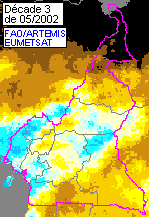 Décade 3
de 05/2002
FAO/ARTEMIS
EUMETSAT